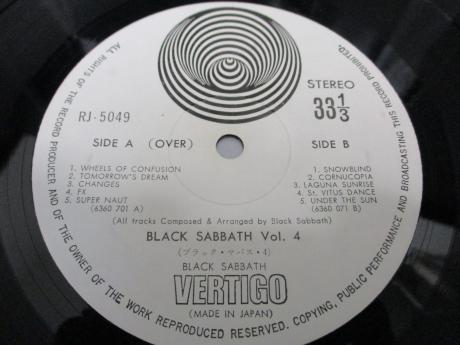 STEREO
33 1/3
RJ-5049
SIDE A (OVER)
SIDE B
1. WHEELS OF CONFUSION
2. TOMORROW'S DREAM
3. CHANGES
4. FX
5. SUPER NAUT
(6360 701 A)
1. SNOWBLIND
2. CORNUCOPIA
3. LAGUNA SUNRISE
4. St. VITUS DANCE
5. UNDER THE SUN
(6360 071 B)
(All tracks Composed & Arranged by Black Sabbath)
BLACK SABBATH Vol. 4
(ブラック・サバス・4)
BLACK SABBATH
VERTIGO
(MADE IN JAPAN)
ALL RIGHTS OF THE RECORD PRODUCER AND OF THE OWNER OF THE WORK REPRODUCED RESERVED. COPYING, PUBLIC PERFORMANCE AND BROADCASTING THIS RECORD PROHIBITED.